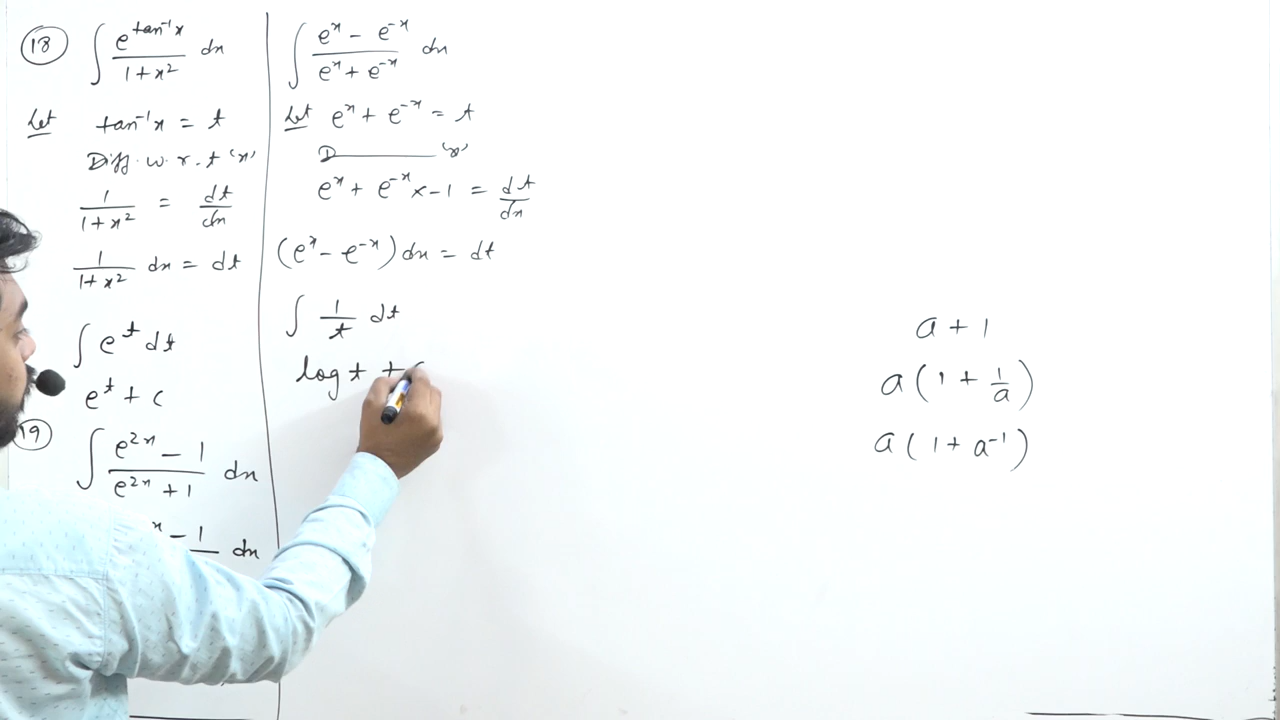 (18) ∫ e^(tan⁻¹x) / (1 + x²) dx
Let tan⁻¹x = t
Diff. w. r. t 'x'
1/(1 + x²) = dt/dx
1/(1 + x²) dx = dt
∫ e^t dt
e^t + c
(19) ∫ (e^(2x) - 1) / (e^(2x) + 1) dx
x - 1 dx
∫ (e^x - e^(-x)) / (e^x + e^(-x)) dx
Let e^x + e^(-x) = t
D 'x'
e^x + e^(-x) × -1 = dt/dx
(e^x - e^(-x)) dx = dt
∫ 1/t dt
log t +
a + 1
a (1 + 1/a)
a (1 + a⁻¹)